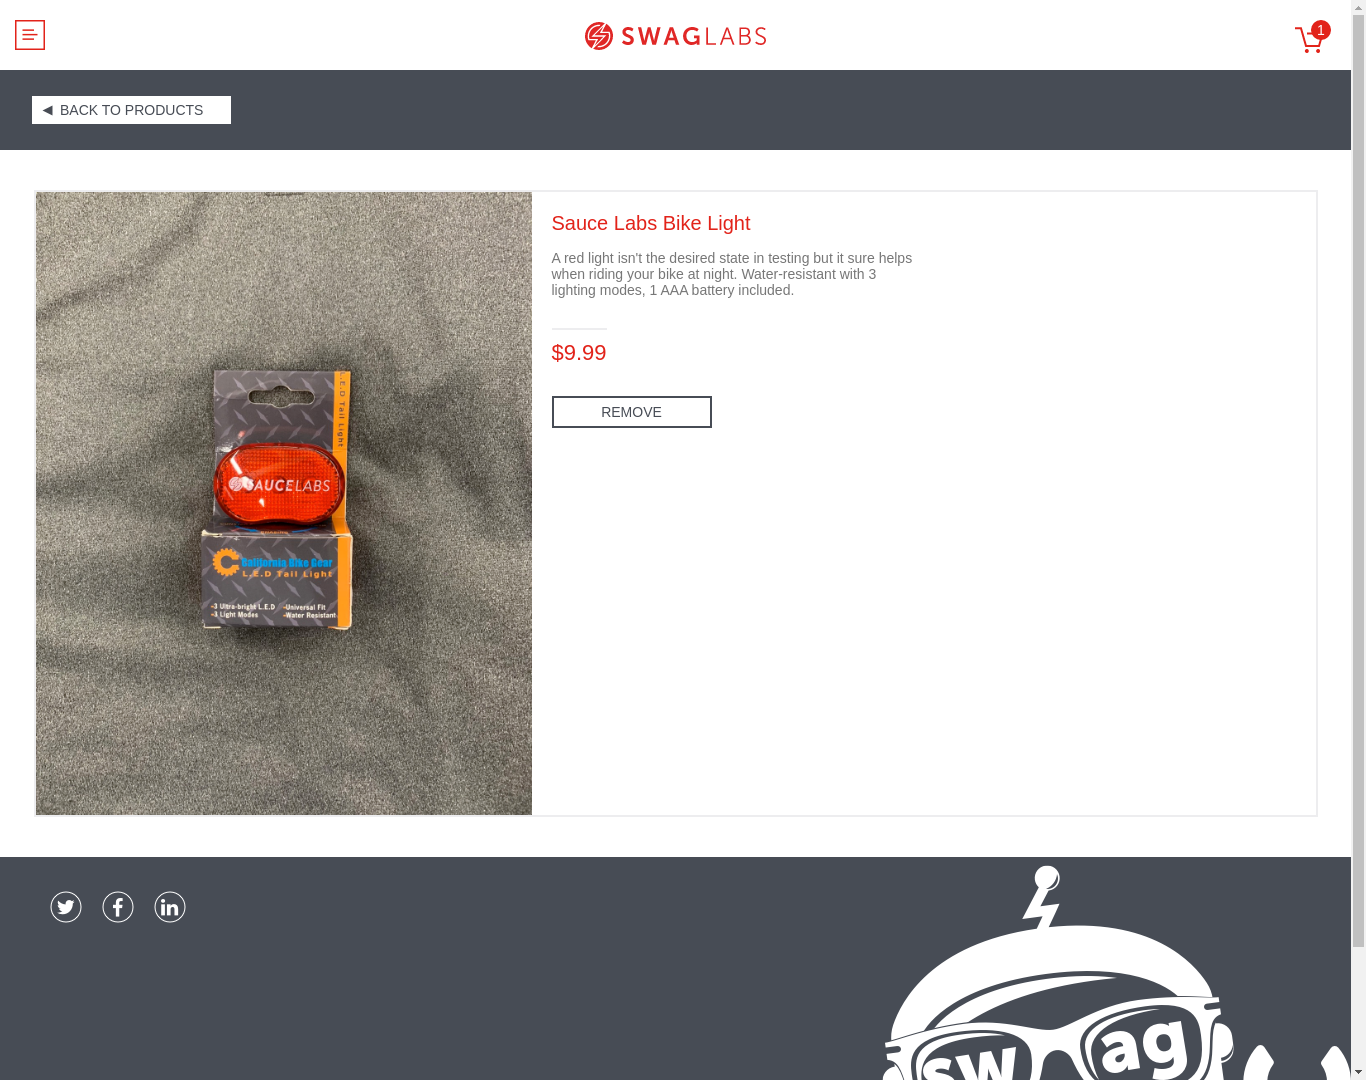 SWAGLABS
1
BACK TO PRODUCTS
Sauce Labs Bike Light
A red light isn't the desired state in testing but it sure helps
when riding your bike at night. Water-resistant with 3
lighting modes, 1 AAA battery included.
$9.99
REMOVE
L.E.D Tail Light
SAUCELABS
California Bike Gear
L.E.D Tail Light
-3 Ultra-bright L.E.D -Universal Fit
-3 Light Modes -Water Resistant
swag